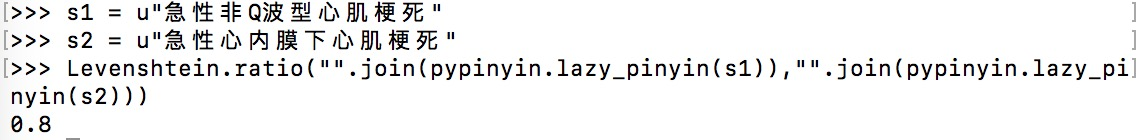 [>>> s1 = u"急性非Q波型心肌梗死"]
[>>> s2 = u"急性心内膜下心肌梗死"]
[>>> Levenshtein.ratio("".join(pypinyin.lazy_pinyin(s1)),"".join(pypinyin.lazy_pi]
nyin(s2)))
0.8